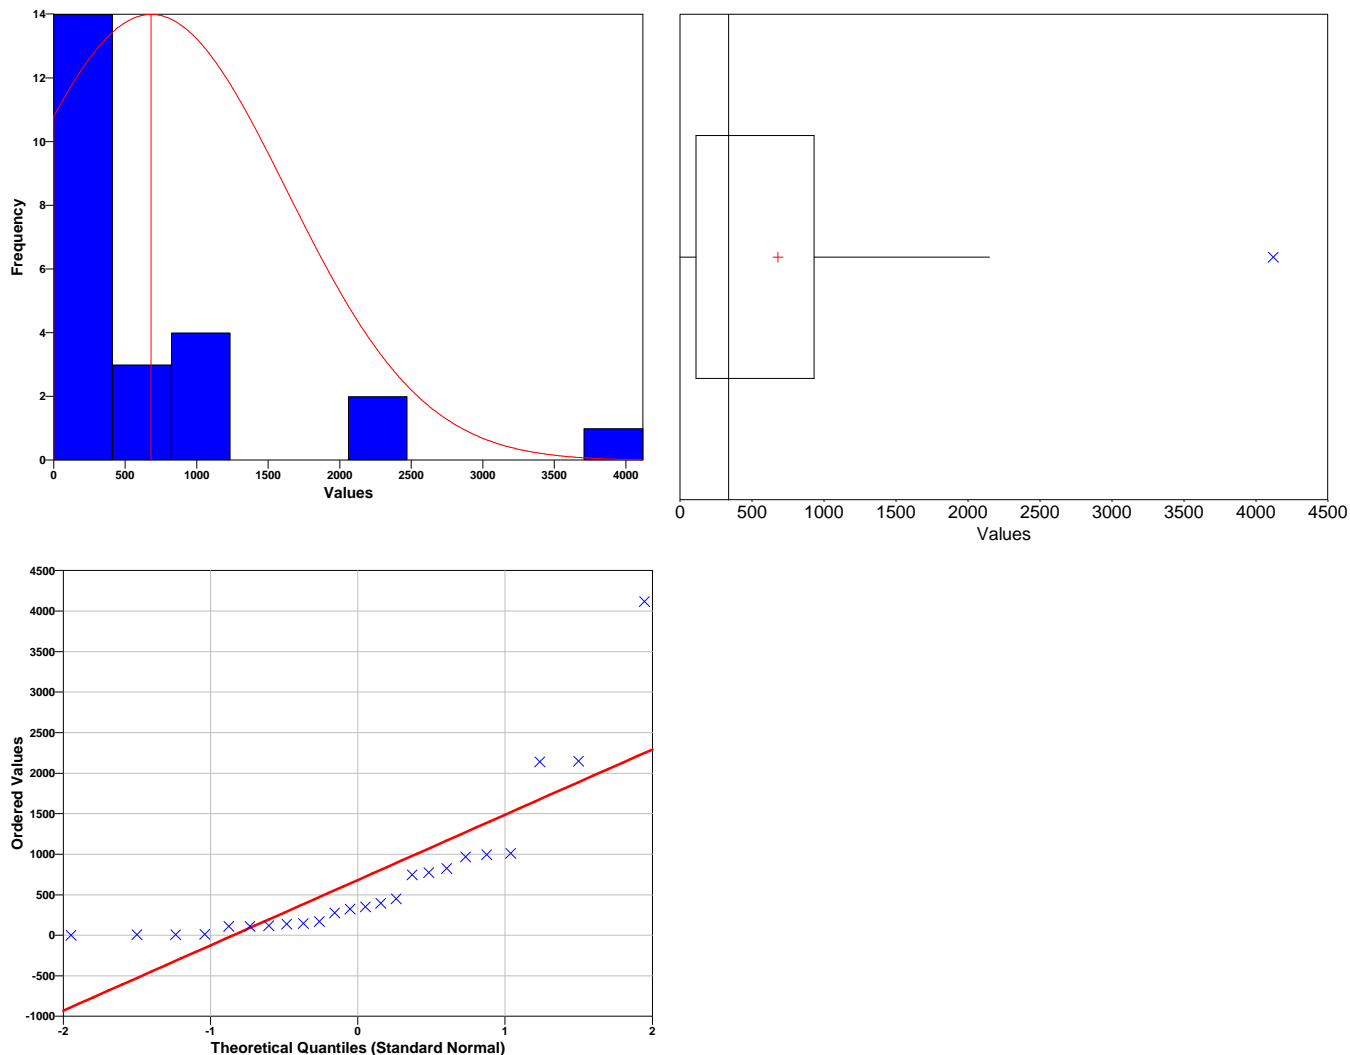 14
12
10
8
6
4
2
0
Frequency
0 500 1000 1500 2000 2500 3000 3500 4000
Values
0 500 1000 1500 2000 2500 3000 3500 4000 4500
Values
4500
4000
3500
3000
2500
2000
1500
1000
500
0
-500
-1000
Ordered Values
-2 -1 0 1 2
Theoretical Quantiles (Standard Normal)